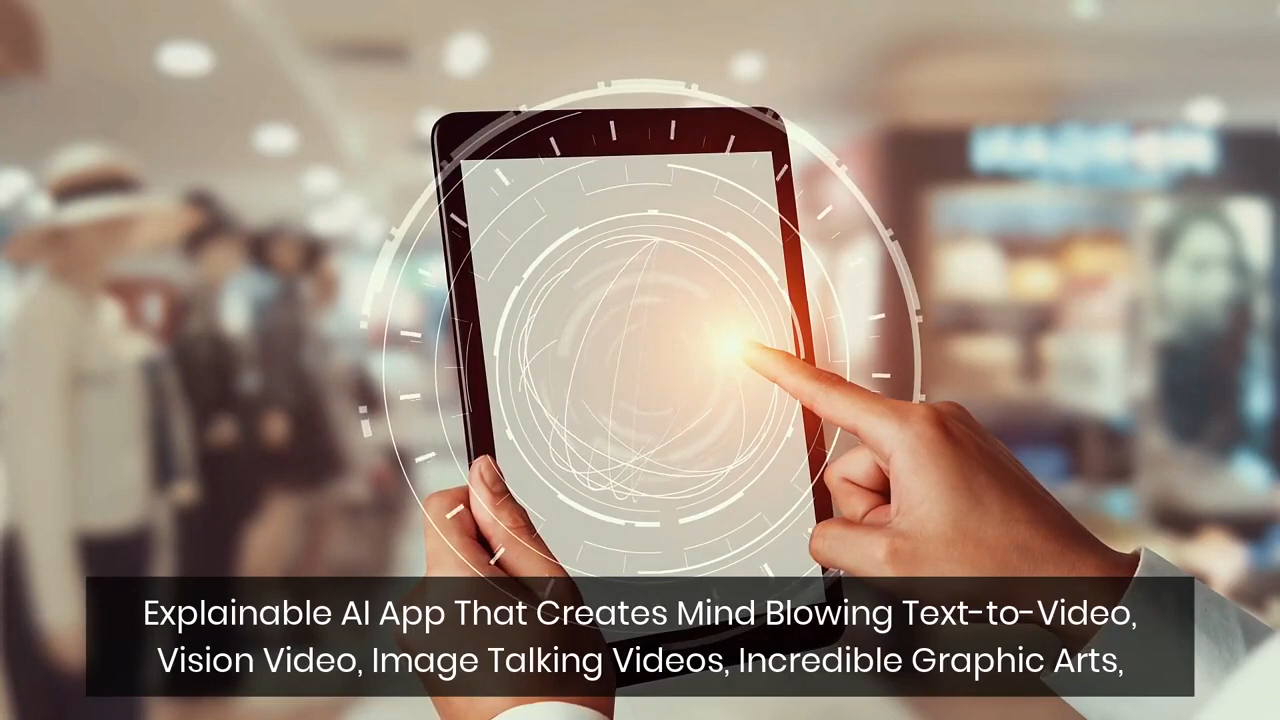 Explainable AI App That Creates Mind Blowing Text-to-Video,
Vision Video, Image Talking Videos, Incredible Graphic Arts,